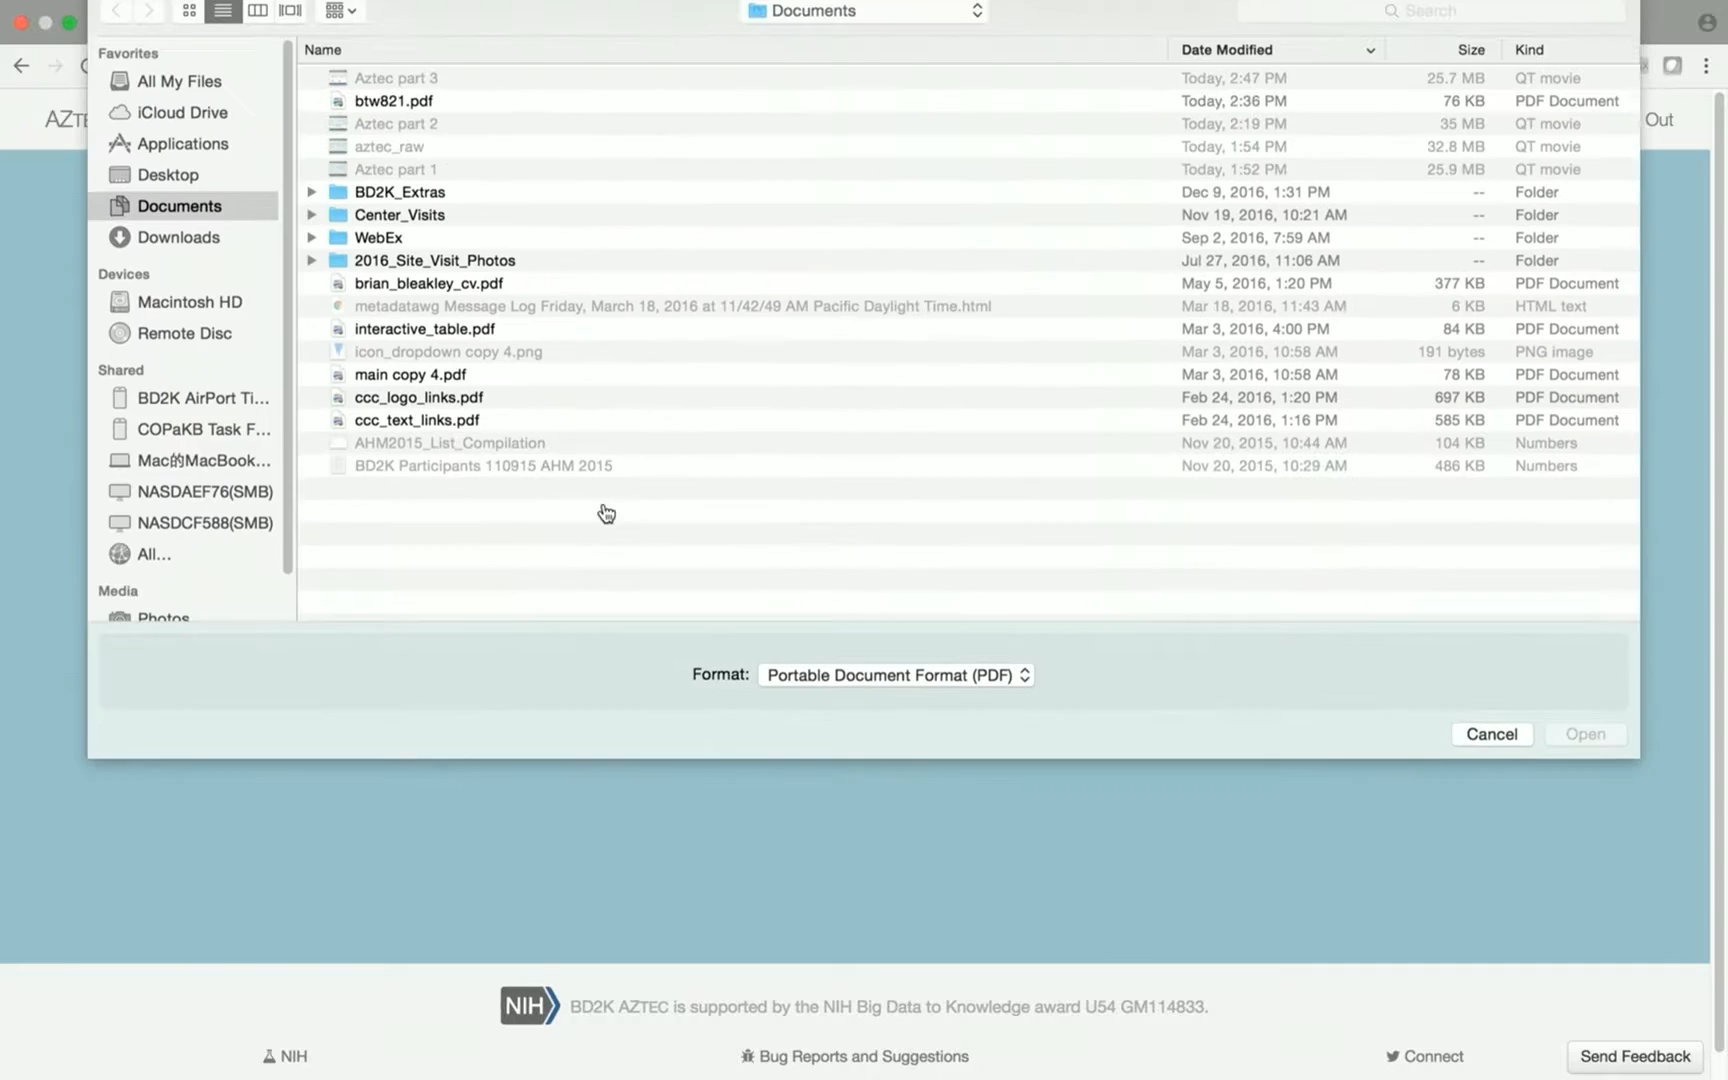 Documents
Search
Favorites
All My Files
iCloud Drive
Applications
Desktop
Documents
Downloads
Devices
Macintosh HD
Remote Disc
Shared
BD2K AirPort Ti...
COPaKB Task F...
Mac的MacBook...
NASDAEF76(SMB)
NASDCF588(SMB)
All...
Media
Photos
Name Date Modified Size Kind
Aztec part 3 Today, 2:47 PM 25.7 MB QT movie
btw821.pdf Today, 2:36 PM 76 KB PDF Document
Aztec part 2 Today, 2:19 PM 35 MB QT movie
aztec_raw Today, 1:54 PM 32.8 MB QT movie
Aztec part 1 Today, 1:52 PM 25.9 MB QT movie
BD2K_Extras Dec 9, 2016, 1:31 PM -- Folder
Center_Visits Nov 19, 2016, 10:21 AM -- Folder
WebEx Sep 2, 2016, 7:59 AM -- Folder
2016_Site_Visit_Photos Jul 27, 2016, 11:06 AM -- Folder
brian_bleakley_cv.pdf May 5, 2016, 1:20 PM 377 KB PDF Document
metadatawg Message Log Friday, March 18, 2016 at 11/42/49 AM Pacific Daylight Time.html Mar 18, 2016, 11:43 AM 6 KB HTML text
interactive_table.pdf Mar 3, 2016, 4:00 PM 84 KB PDF Document
icon_dropdown copy 4.png Mar 3, 2016, 10:58 AM 191 bytes PNG image
main copy 4.pdf Mar 3, 2016, 10:58 AM 78 KB PDF Document
ccc_logo_links.pdf Feb 24, 2016, 1:20 PM 697 KB PDF Document
ccc_text_links.pdf Feb 24, 2016, 1:16 PM 585 KB PDF Document
AHM2015_List_Compilation Nov 20, 2015, 10:44 AM 104 KB Numbers
BD2K Participants 110915 AHM 2015 Nov 20, 2015, 10:29 AM 486 KB Numbers
Format: Portable Document Format (PDF)
Cancel Open
AZTE
Out
NIH BD2K AZTEC is supported by the NIH Big Data to Knowledge award U54 GM114833.
NIH Bug Reports and Suggestions Connect Send Feedback